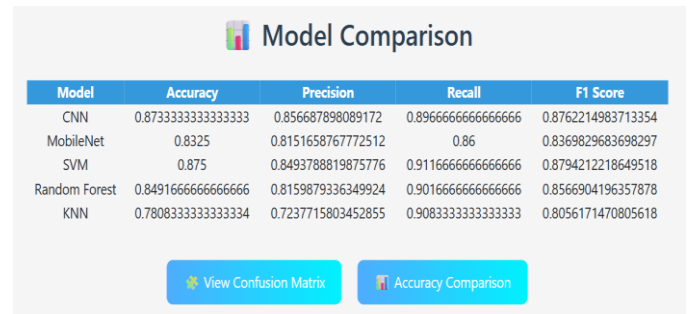 Model Comparison
Model Accuracy Precision Recall F1 Score
CNN 0.8733333333333333 0.856687898089172 0.8966666666666666 0.8762214983713354
MobileNet 0.8325 0.8151658767772512 0.86 0.8369829683698297
SVM 0.875 0.8493788819875776 0.9116666666666666 0.8794212218649518
Random Forest 0.8491666666666666 0.8159879336349924 0.9016666666666666 0.8566904196357878
KNN 0.7808333333333334 0.7237715803452855 0.9083333333333333 0.8056171470805618
View Confusion Matrix Accuracy Comparison